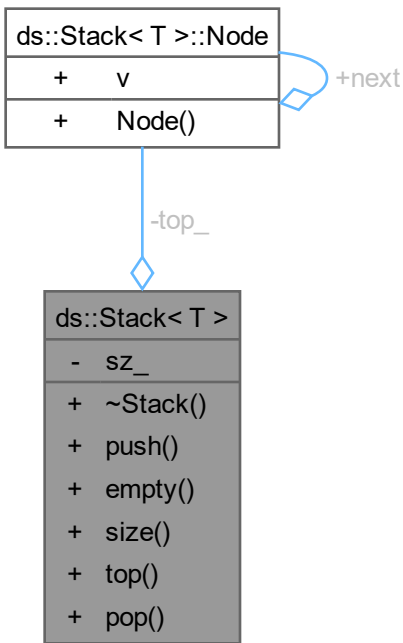 ds::Stack< T >::Node
+ v
+ Node()
+next
-top_
ds::Stack< T >
- sz_
+ ~Stack()
+ push()
+ empty()
+ size()
+ top()
+ pop()